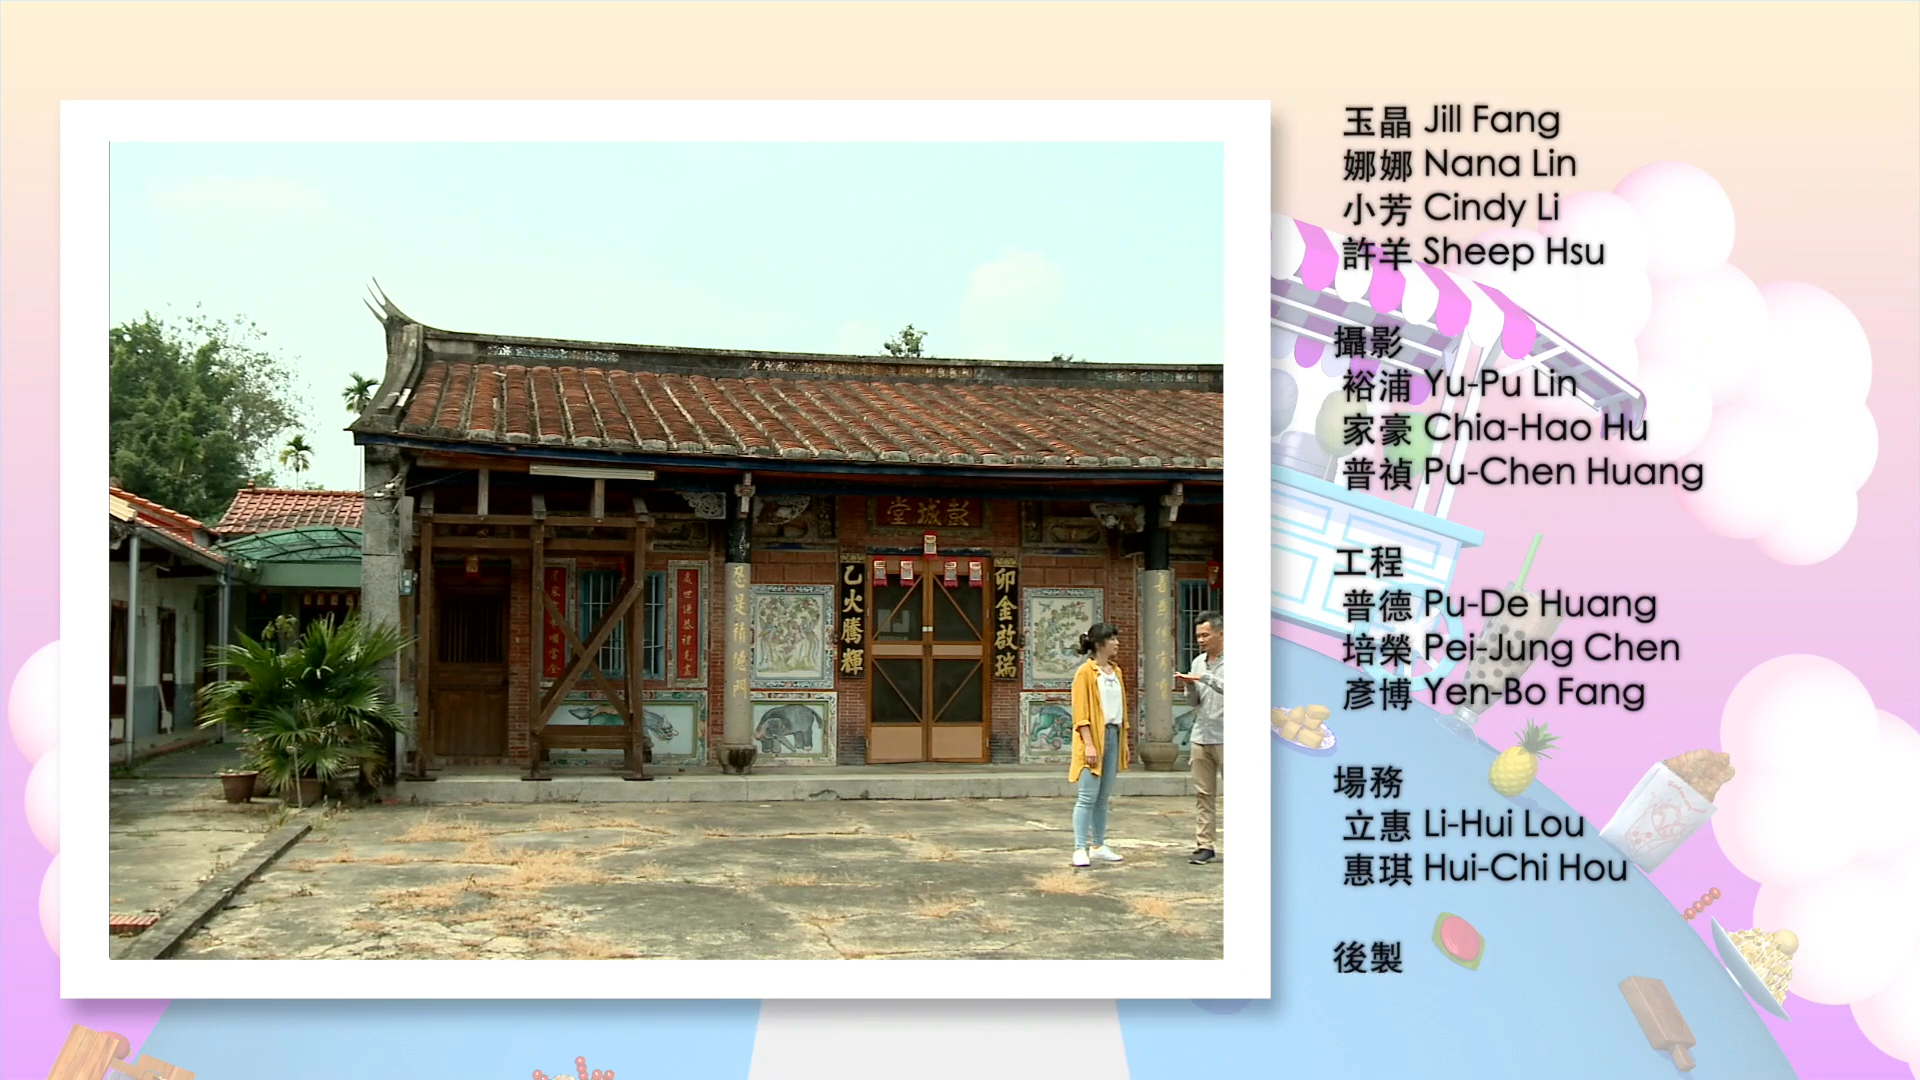 玉晶 Jill Fang
娜娜 Nana Lin
小芳 Cindy Li
許羊 Sheep Hsu
攝影
裕浦 Yu-Pu Lin
家豪 Chia-Hao Hu
普禎 Pu-Chen Huang
工程
普德 Pu-De Huang
培榮 Pei-Jung Chen
彥博 Yen-Bo Fang
場務
立惠 Li-Hui Lou
惠琪 Hui-Chi Hou
後製
彭城堂
卯金啟瑞
乙火騰輝